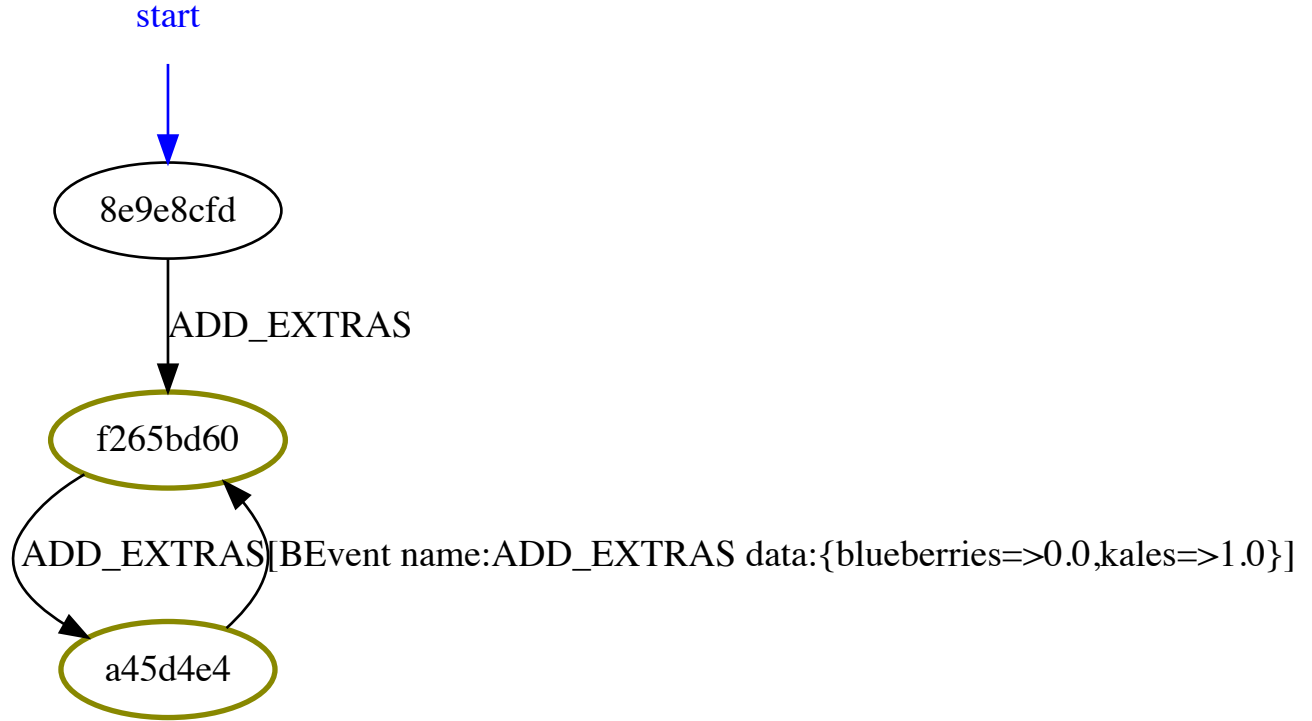 start
8e9e8cfd
ADD_EXTRAS
f265bd60
ADD_EXTRAS
[BEvent name:ADD_EXTRAS data:{blueberries=>0.0,kales=>1.0}]
a45d4e4